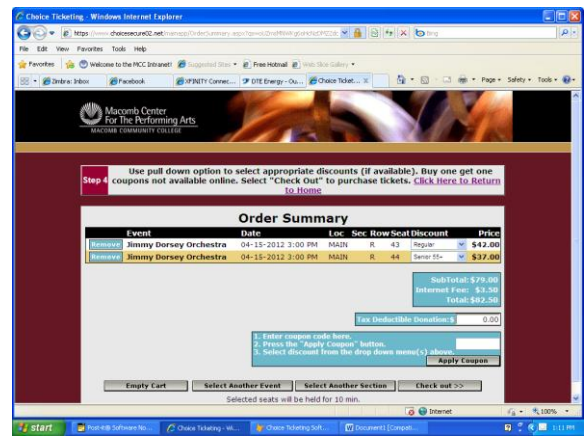 Choice Ticketing - Windows Internet Explorer
File Edit View Favorites Tools Help
Favorites Welcome to the MCC Intranet! Suggested Sites Free Hotmail Web Slice Gallery
Zimbra: Inbox Facebook XFINITY Connec... DTE Energy - Ou... Choice Ticket... Page Safety Tools
Macomb Center
For The Performing Arts
MACOMB COMMUNITY COLLEGE
Step 4
Use pull down option to select appropriate discounts (if available). Buy one get one
coupons not available online. Select "Check Out" to purchase tickets. Click Here to Return
to Home
Order Summary
Event Date Loc Sec Row Seat Discount Price
Remove Jimmy Dorsey Orchestra 04-15-2012 3:00 PM MAIN R 43 Regular $42.00
Remove Jimmy Dorsey Orchestra 04-15-2012 3:00 PM MAIN R 44 Senior 55+ $37.00
SubTotal: $79.00
Internet Fee: $3.50
Total: $82.50
Tax Deductible Donation: $ 0.00
1. Enter coupon code here.
2. Press the "Apply Coupon" button.
3. Select discount from the drop down menu(s) above.
Apply Coupon
Empty Cart Select Another Event Select Another Section Check out >>
Selected seats will be held for 10 min.
Internet 100%
start Post-it® Software No... Choice Ticketing - Wi... Choice Ticketing Soft... Document1 [Compati... 1:11 PM